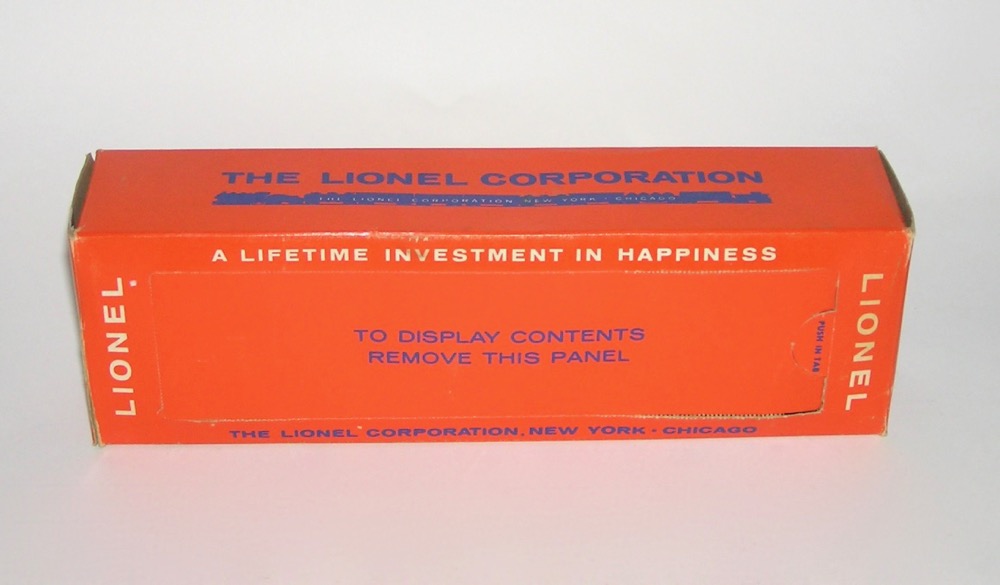 THE LIONEL CORPORATION
THE LIONEL CORPORATION, NEW YORK - CHICAGO
A LIFETIME INVESTMENT IN HAPPINESS
LIONEL
TO DISPLAY CONTENTS
REMOVE THIS PANEL
PUSH IN TAB
LIONEL
THE LIONEL CORPORATION, NEW YORK - CHICAGO